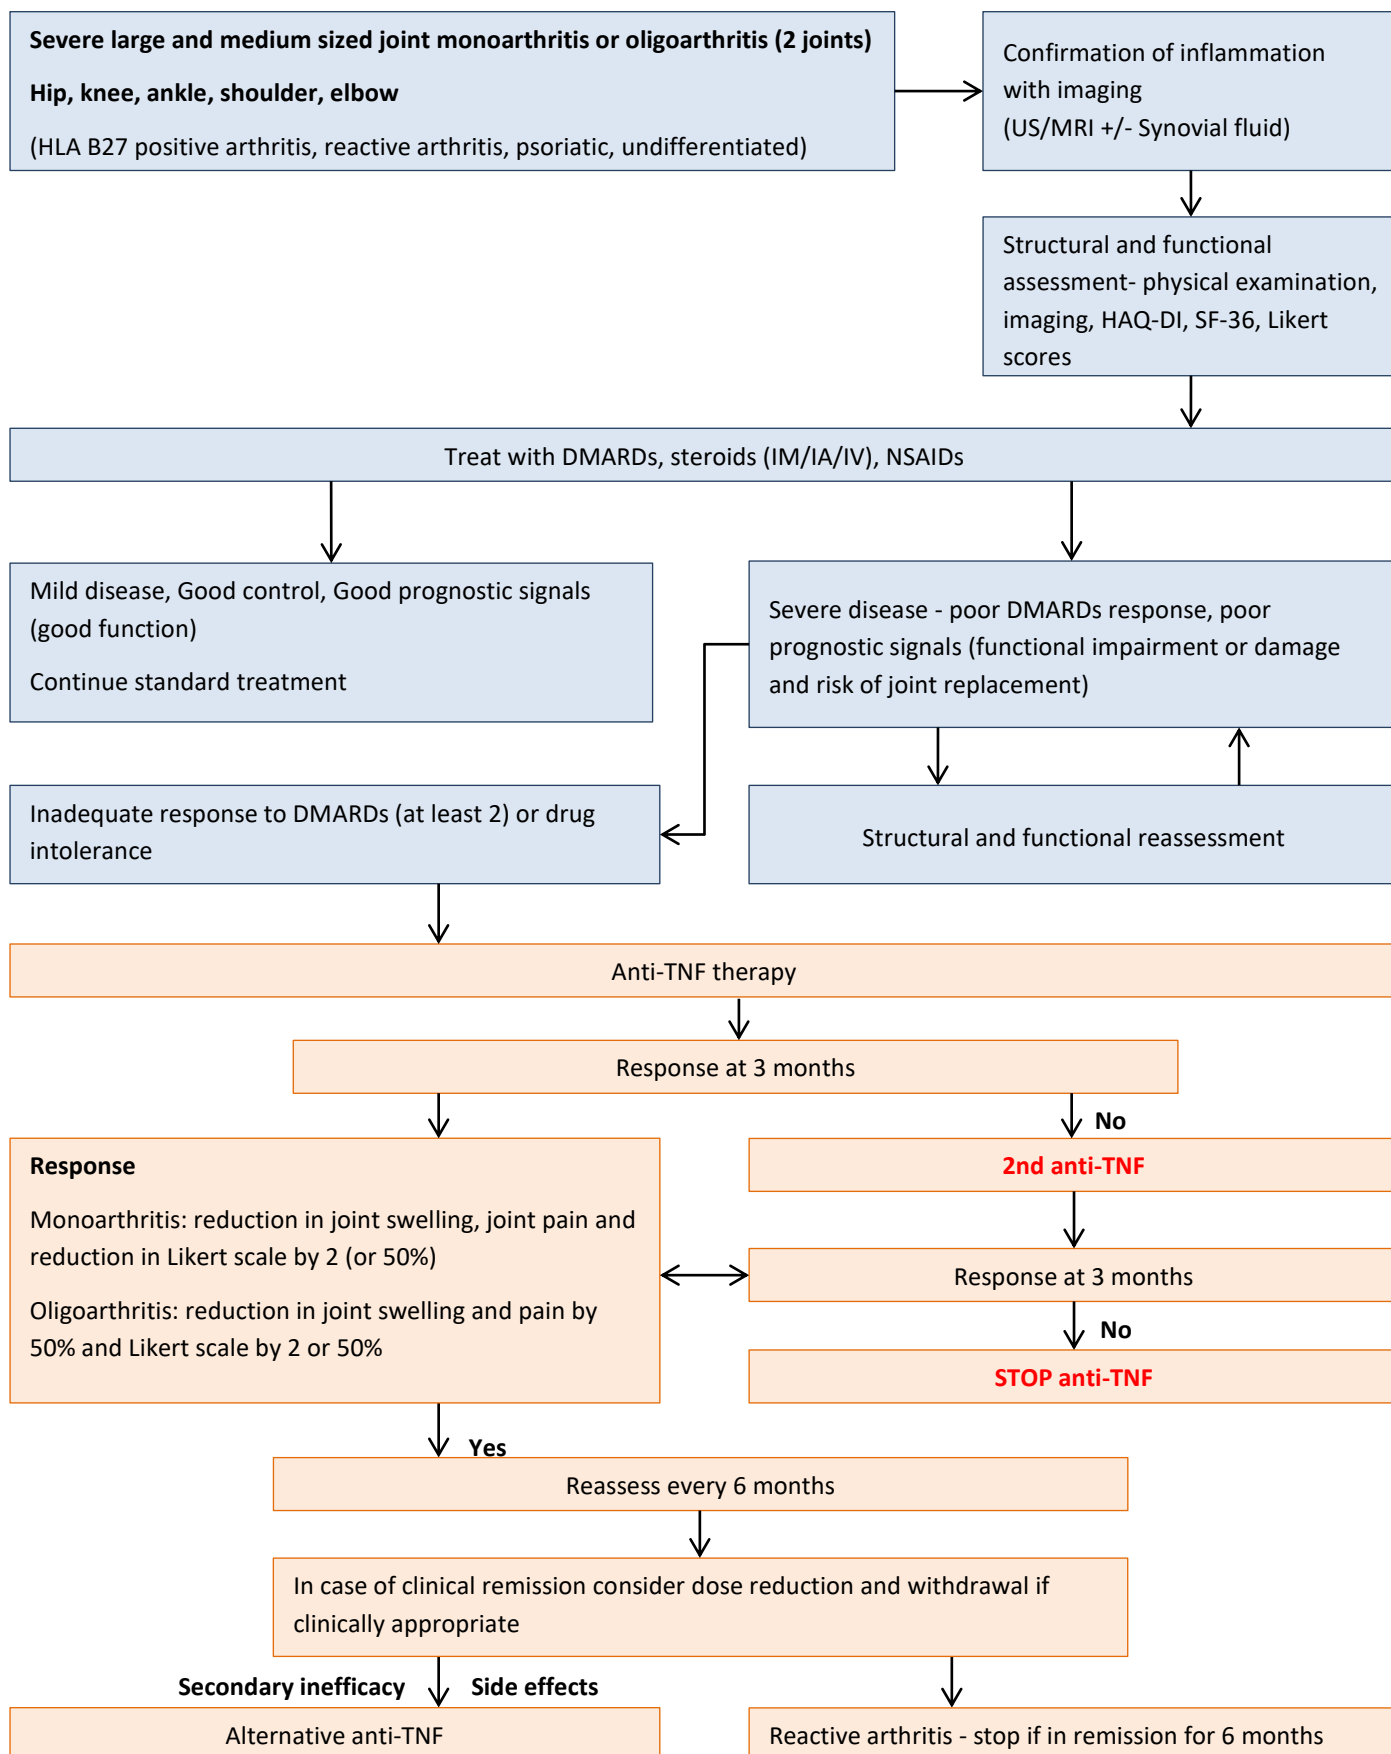 Severe large and medium sized joint monoarthritis or oligoarthritis (2 joints)
Hip, knee, ankle, shoulder, elbow
(HLA B27 positive arthritis, reactive arthritis, psoriatic, undifferentiated)
Confirmation of inflammation
with imaging
(US/MRI +/- Synovial fluid)
Structural and functional
assessment- physical examination,
imaging, HAQ-DI, SF-36, Likert
scores
Treat with DMARDs, steroids (IM/IA/IV), NSAIDs
Mild disease, Good control, Good prognostic signals
(good function)
Continue standard treatment
Severe disease - poor DMARDs response, poor
prognostic signals (functional impairment or damage
and risk of joint replacement)
Inadequate response to DMARDs (at least 2) or drug
intolerance
Structural and functional reassessment
Anti-TNF therapy
Response at 3 months
No
Response
Monoarthritis: reduction in joint swelling, joint pain and
reduction in Likert scale by 2 (or 50%)
Oligoarthritis: reduction in joint swelling and pain by
50% and Likert scale by 2 or 50%
2nd anti-TNF
Response at 3 months
No
STOP anti-TNF
Yes
Reassess every 6 months
In case of clinical remission consider dose reduction and withdrawal if
clinically appropriate
Secondary inefficacy Side effects
Alternative anti-TNF
Reactive arthritis - stop if in remission for 6 months